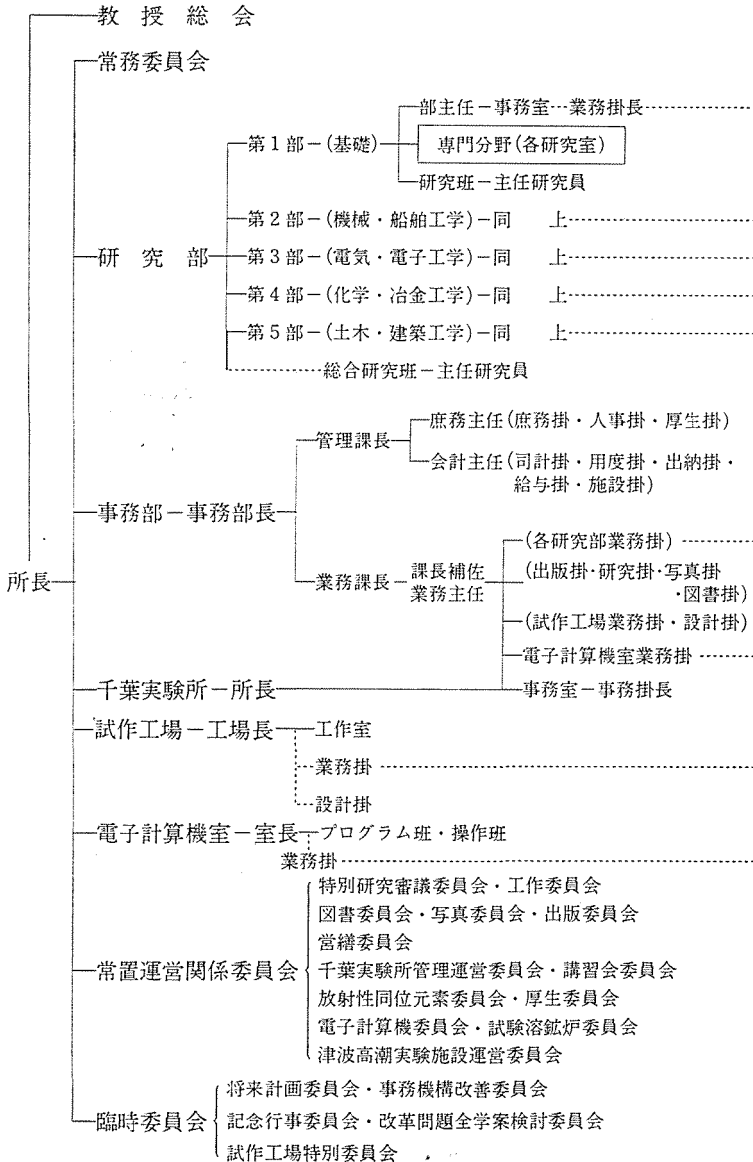 教授総会
常務委員会
部主任－事務室－業務掛長
第1部－(基礎)
専門分野(各研究室)
研究班－主任研究員
第2部－(機械・船舶工学)－同　上
研究部
第3部－(電気・電子工学)－同　上
第4部－(化学・冶金工学)－同　上
第5部－(土木・建築工学)－同　上
総合研究班－主任研究員
庶務主任(庶務掛・人事掛・厚生掛)
管理課長
会計主任(司計掛・用度掛・出納掛・
給与掛・施設掛)
事務部－事務部長
(各研究部業務掛)
所長
業務課長－課長補佐
業務主任
(出版掛・研究掛・写真掛
・図書掛)
(試作工場業務掛・設計掛)
電子計算機室業務掛
千葉実験所－所長
事務室－事務掛長
試作工場－工場長
工作室
業務掛
設計掛
電子計算機室－室長－プログラム班・操作班
業務掛
特別研究審議委員会・工作委員会
図書委員会・写真委員会・出版委員会
営繕委員会
常置運営関係委員会
千葉実験所管理運営委員会・講習会委員会
放射性同位元素委員会・厚生委員会
電子計算機委員会・試験溶鉱炉委員会
津波高潮実験施設運営委員会
将来計画委員会・事務機構改善委員会
臨時委員会
記念行事委員会・改革問題全学案検討委員会
試作工場特別委員会